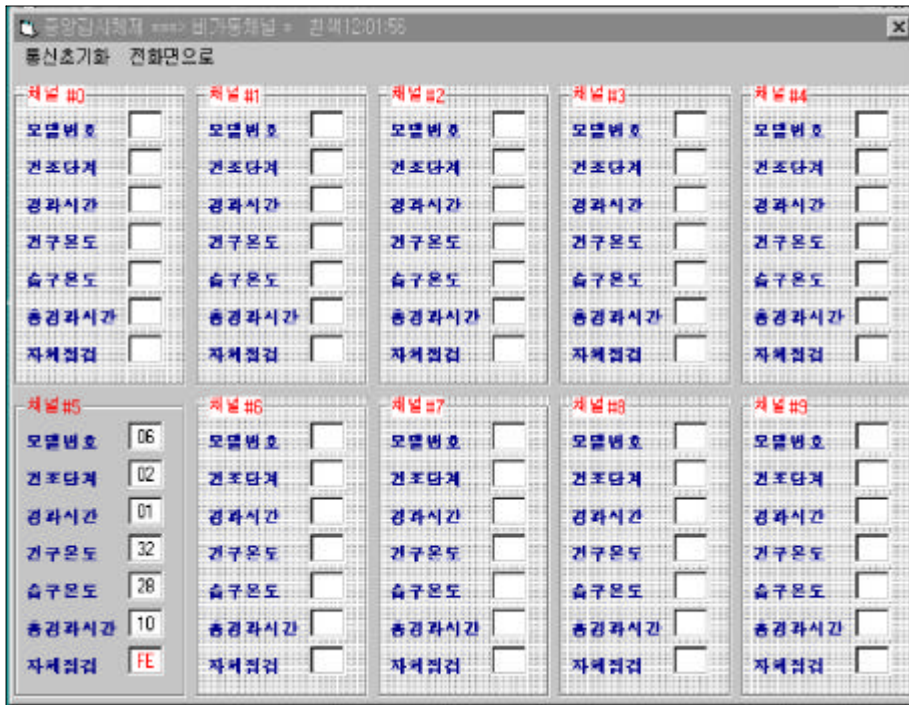 중앙감시체제 ===> 비가동채널 = 흰색12:01:56
통신초기화 전화면으로
채널 #0 채널 #1 채널 #2 채널 #3 채널 #4
모델번호 모델번호 모델번호 모델번호 모델번호
건조단계 건조단계 건조단계 건조단계 건조단계
경과시간 경과시간 경과시간 경과시간 경과시간
건구온도 건구온도 건구온도 건구온도 건구온도
습구온도 습구온도 습구온도 습구온도 습구온도
총경과시간 총경과시간 총경과시간 총경과시간 총경과시간
자체점검 자체점검 자체점검 자체점검 자체점검
채널 #5 채널 #6 채널 #7 채널 #8 채널 #9
모델번호 06 모델번호 모델번호 모델번호 모델번호
건조단계 02 건조단계 건조단계 건조단계 건조단계
경과시간 01 경과시간 경과시간 경과시간 경과시간
건구온도 32 건구온도 건구온도 건구온도 건구온도
습구온도 28 습구온도 습구온도 습구온도 습구온도
총경과시간 10 총경과시간 총경과시간 총경과시간 총경과시간
자체점검 FE 자체점검 자체점검 자체점검 자체점검